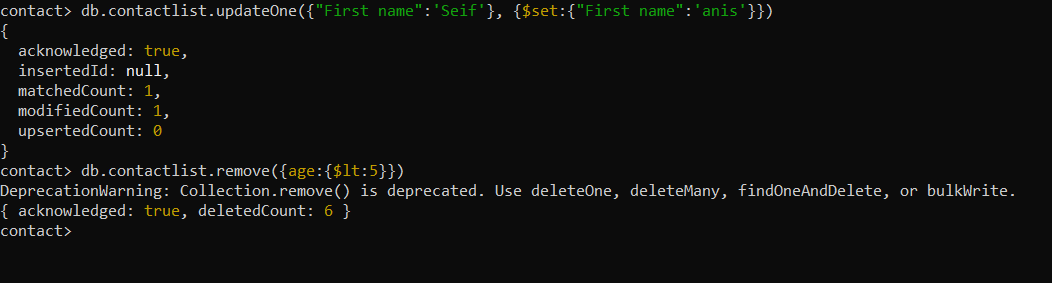 contact> db.contactlist.updateOne({"First name":'Seif'}, {$set:{"First name":'anis'}})
{
  acknowledged: true,
  insertedId: null,
  matchedCount: 1,
  modifiedCount: 1,
  upsertedCount: 0
}
contact> db.contactlist.remove({age:{$lt:5}})
DeprecationWarning: Collection.remove() is deprecated. Use deleteOne, deleteMany, findOneAndDelete, or bulkWrite.
{ acknowledged: true, deletedCount: 6 }
contact>